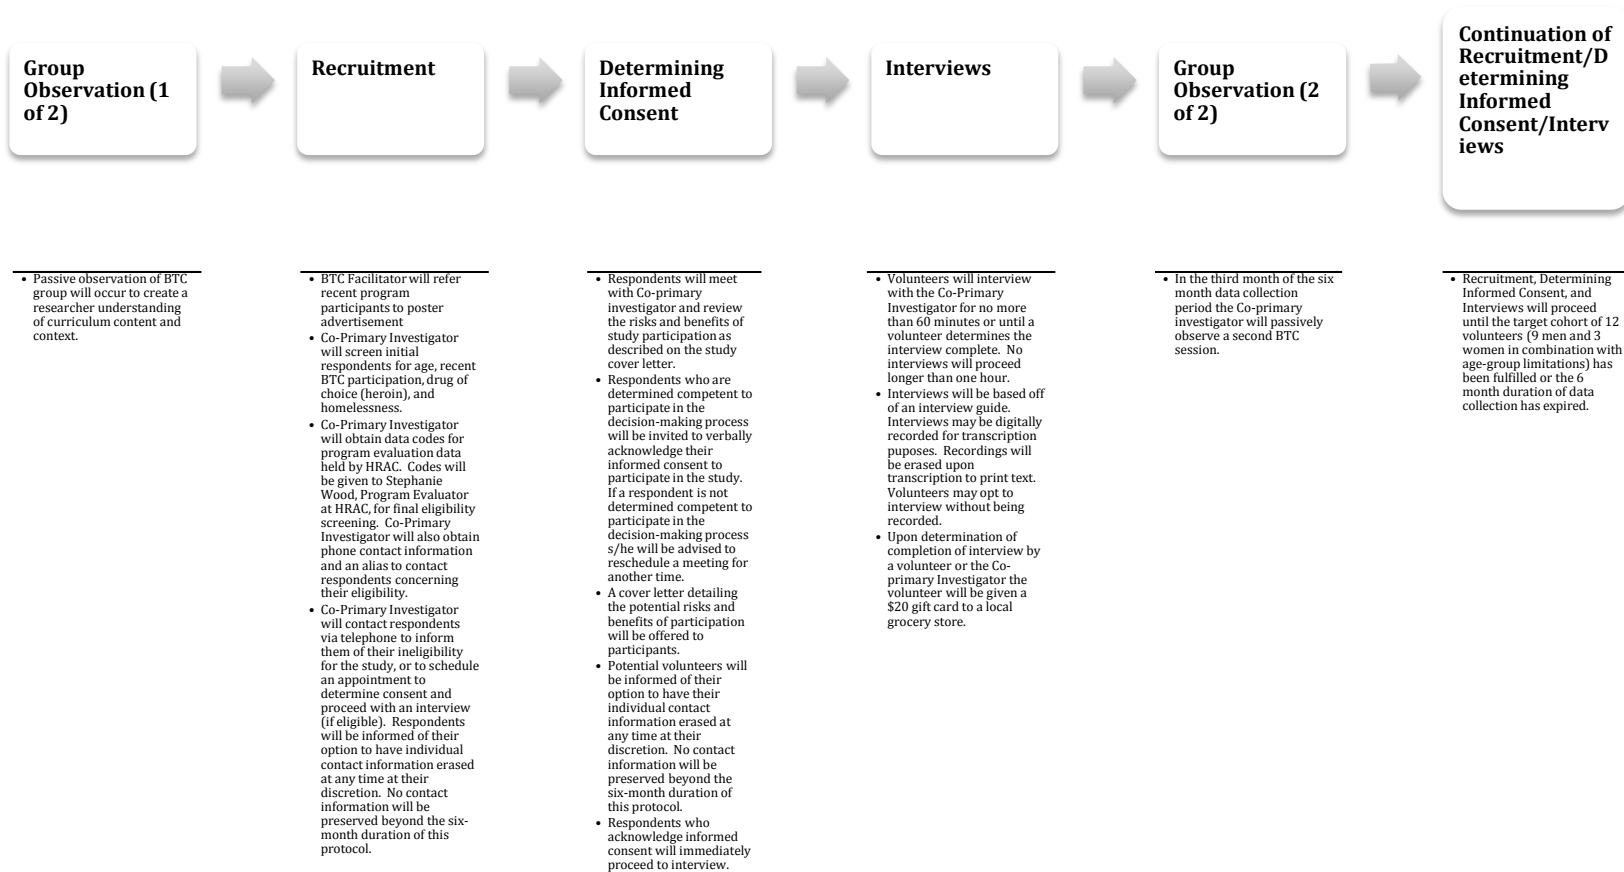 Group
Observation (1
of 2)
Recruitment
Determining
Informed
Consent
Interviews
Group
Observation (2
of 2)
Continuation of
Recruitment/D
etermining
Informed
Consent/Interv
iews
• Passive observation of BTC
group will occur to create a
researcher understanding
of curriculum content and
context.
• BTC Facilitator will refer
recent program
participants to poster
advertisement
• Co-Primary Investigator
will screen initial
respondents for age, recent
BTC participation, drug of
choice (heroin), and
homelessness.
• Co-Primary Investigator
will obtain data codes for
program evaluation data
held by HRAC.  Codes will
be given to Stephanie
Wood, Program Evaluator
at HRAC, for final eligibility
screening.  Co-Primary
Investigator will also obtain
phone contact information
and an alias to contact
respondents concerning
their eligibility.
• Co-Primary Investigator
will contact respondents
via telephone to inform
them of their ineligibility
for the study, or to schedule
an appointment to
determine consent and
proceed with an interview
(if eligible).  Respondents
will be informed of their
option to have individual
contact information erased
at any time at their
discretion.  No contact
information will be
preserved beyond the six-
month duration of this
protocol.
• Respondents will meet
with Co-primary
investigator and review
the risks and benefits of
study participation as
described on the study
cover letter.
• Respondents who are
determined competent to
participate in the
decision-making process
will be invited to verbally
acknowledge their
informed consent to
participate in the study.
If a respondent is not
determined competent to
participate in the
decision-making process
s/he will be advised to
reschedule a meeting for
another time.
• A cover letter detailing
the potential risks and
benefits of participation
will be offered to
participants.
• Potential volunteers will
be informed of their
option to have their
individual contact
information erased at
any time at their
discretion.  No contact
information will be
preserved beyond the
six-month duration of
this protocol.
• Respondents who
acknowledge informed
consent will immediately
proceed to interview.
• Volunteers will interview
with the Co-Primary
Investigator for no more
than 60 minutes or until a
volunteer determines the
interview complete.  No
interviews will proceed
longer than one hour.
• Interviews will be based off
of an interview guide.
Interviews may be digitally
recorded for transcription
puposes.  Recordings will
be erased upon
transcription to print text.
Volunteers may opt to
interview without being
recorded.
• Upon determination of
completion of interview by
a volunteer or the Co-
primary Investigator the
volunteer will be given a
$20 gift card to a local
grocery store.
• In the third month of the six
month data collection
period the Co-primary
investigator will passively
observe a second BTC
session.
• Recruitment, Determining
Informed Consent, and
Interviews will proceed
until the target cohort of 12
volunteers (9 men and 3
women in combination with
age-group limitations) has
been fulfilled or the 6
month duration of data
collection has expired.